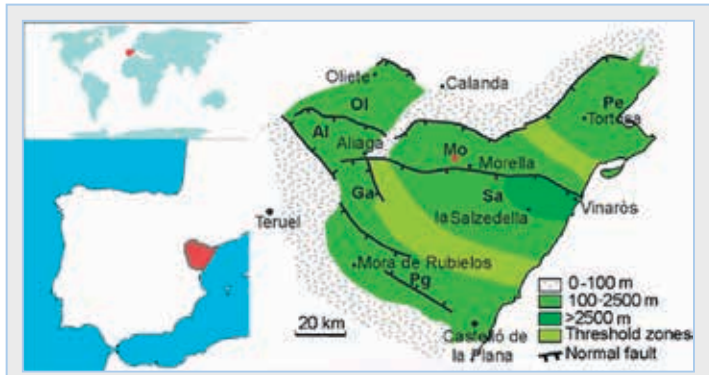 Oliete
Calanda
Ol
Pe
Tortosa
Al
Aliaga
Mo
Morella
Ga
Sa
Vinaròs
la Salzedella
Teruel
Mora de Rubielos
Pg
20 km
Castelló de
la Plana
0-100 m
100-2500 m
>2500 m
Threshold zones
Normal fault